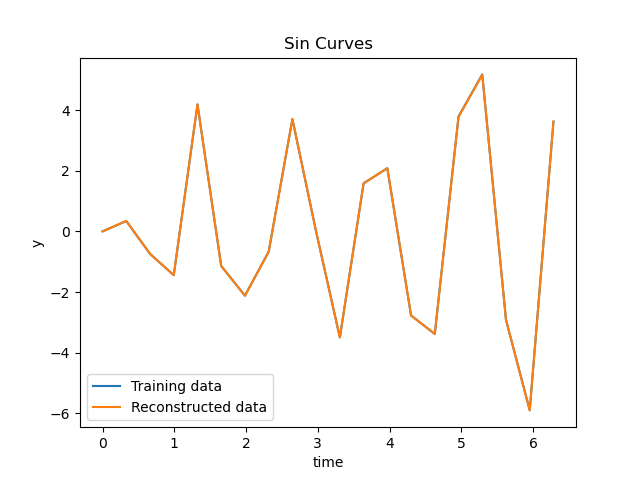 Sin Curves
y
4
2
0
−2
−4
−6
Training data
Reconstructed data
0 1 2 3 4 5 6
time